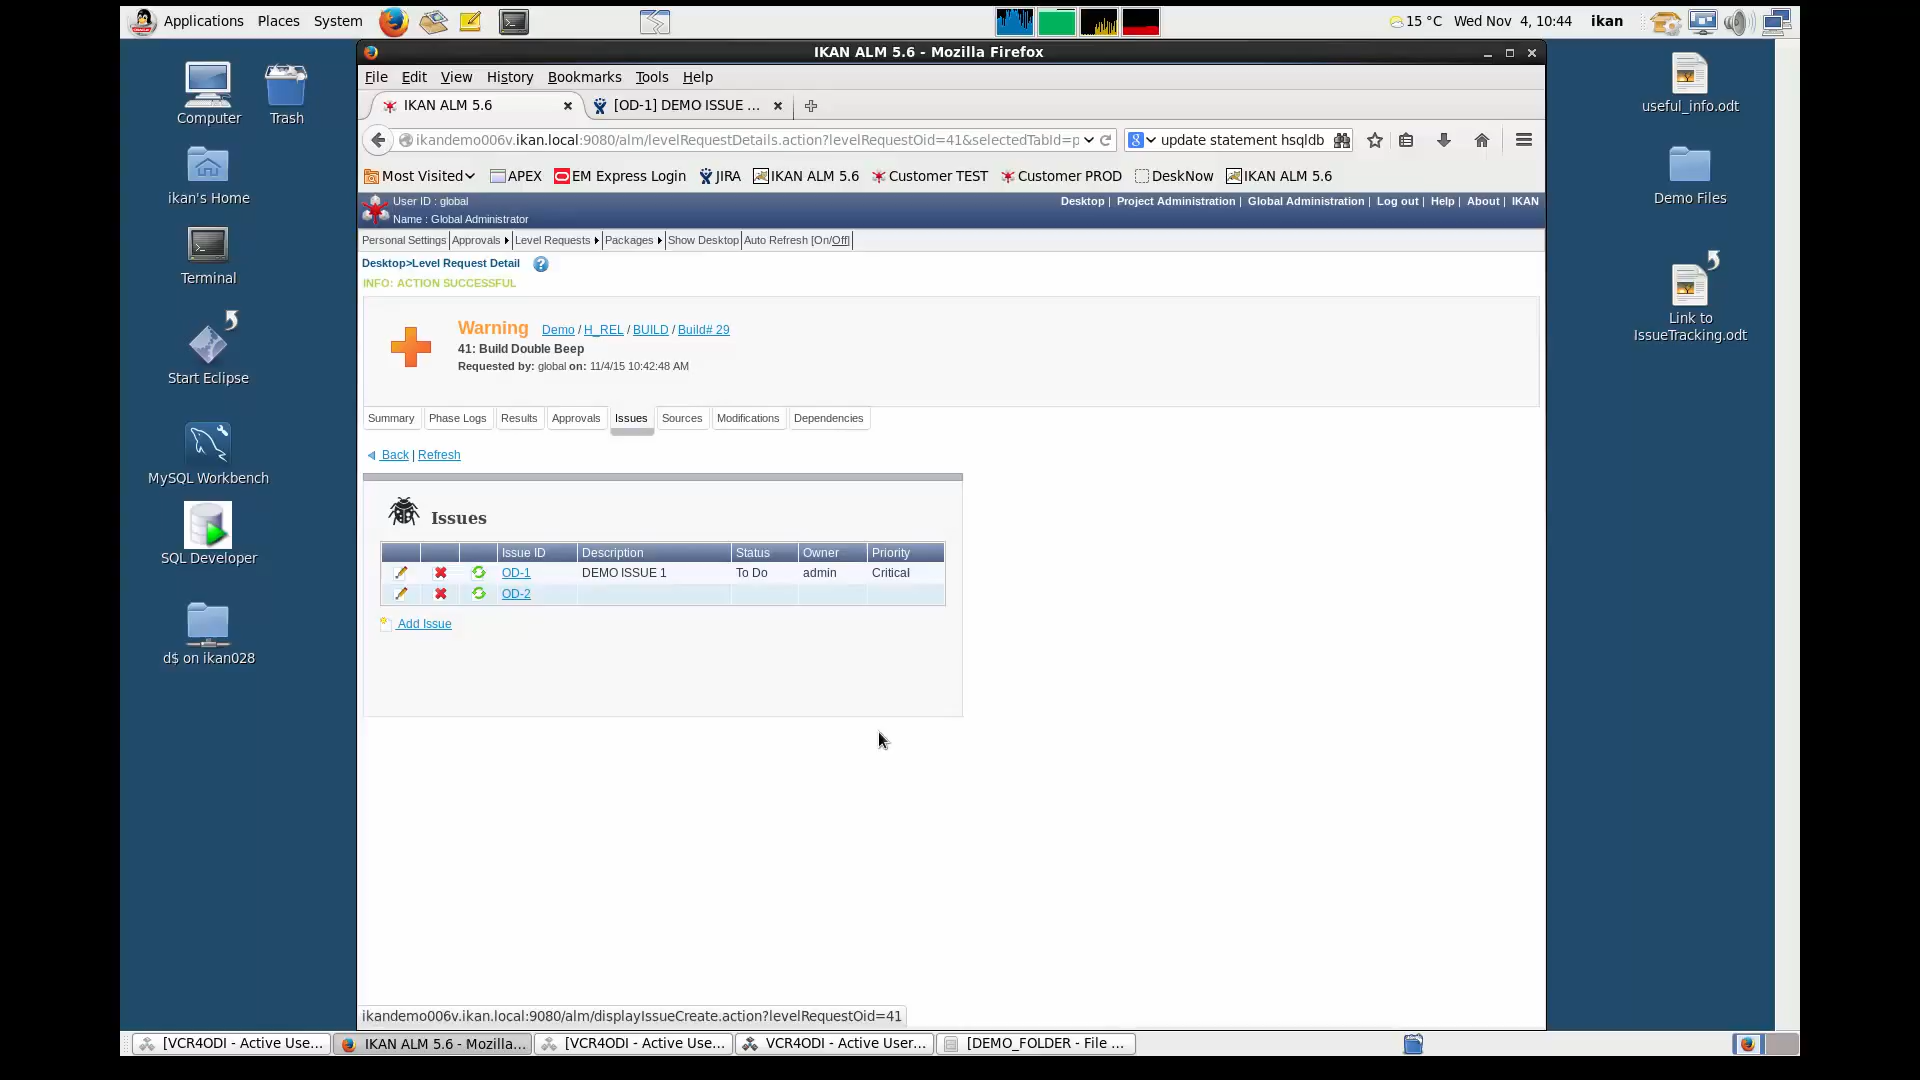 Applications Places System 15 °C Wed Nov 4, 10:44 ikan
IKAN ALM 5.6 - Mozilla Firefox
File Edit View History Bookmarks Tools Help
IKAN ALM 5.6 [OD-1] DEMO ISSUE ...
ikandemo006v.ikan.local:9080/alm/levelRequestDetails.action?levelRequestOid=41&selectedTabId=p update statement hsqldb
Most Visited APEX EM Express Login JIRA IKAN ALM 5.6 Customer TEST Customer PROD DeskNow IKAN ALM 5.6
User ID : global
Name : Global Administrator
Desktop | Project Administration | Global Administration | Log out | Help | About | IKAN
Personal Settings Approvals Level Requests Packages Show Desktop Auto Refresh [On/Off]
Desktop>Level Request Detail ?
INFO: ACTION SUCCESSFUL
Warning Demo / H_REL / BUILD / Build# 29
41: Build Double Beep
Requested by: global on: 11/4/15 10:42:48 AM
Summary Phase Logs Results Approvals Issues Sources Modifications Dependencies
Back | Refresh
Issues
Issue ID Description Status Owner Priority
OD-1 DEMO ISSUE 1 To Do admin Critical
OD-2
Add Issue
ikandemo006v.ikan.local:9080/alm/displayIssueCreate.action?levelRequestOid=41
Computer
Trash
ikan's Home
Terminal
Start Eclipse
MySQL Workbench
SQL Developer
d$ on ikan028
useful_info.odt
Demo Files
Link to
IssueTracking.odt
[VCR4ODI - Active Use... IKAN ALM 5.6 - Mozilla... [VCR4ODI - Active Use... VCR4ODI - Active User... [DEMO_FOLDER - File ...